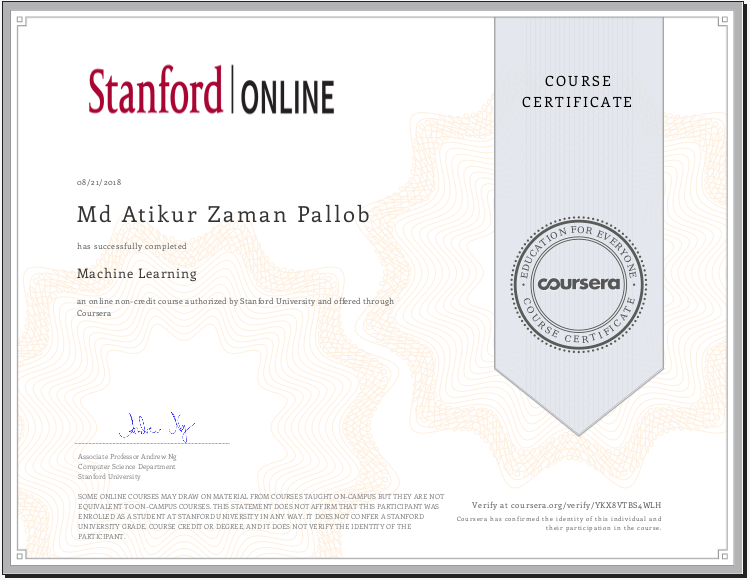 Stanford ONLINE
COURSE
CERTIFICATE
08/21/2018
Md Atikur Zaman Pallob
has successfully completed
Machine Learning
an online non-credit course authorized by Stanford University and offered through
Coursera
EDUCATION FOR EVERYONE
coursera
COURSE CERTIFICATE
Associate Professor Andrew Ng
Computer Science Department
Stanford University
SOME ONLINE COURSES MAY DRAW ON MATERIAL FROM COURSES TAUGHT ON-CAMPUS BUT THEY ARE NOT
EQUIVALENT TO ON-CAMPUS COURSES. THIS STATEMENT DOES NOT AFFIRM THAT THIS PARTICIPANT WAS
ENROLLED AS A STUDENT AT STANFORD UNIVERSITY IN ANY WAY. IT DOES NOT CONFER A STANFORD
UNIVERSITY GRADE, COURSE CREDIT OR DEGREE, AND IT DOES NOT VERIFY THE IDENTITY OF THE
PARTICIPANT.
Verify at coursera.org/verify/YKX8VTBS4WLH
Coursera has confirmed the identity of this individual and
their participation in the course.